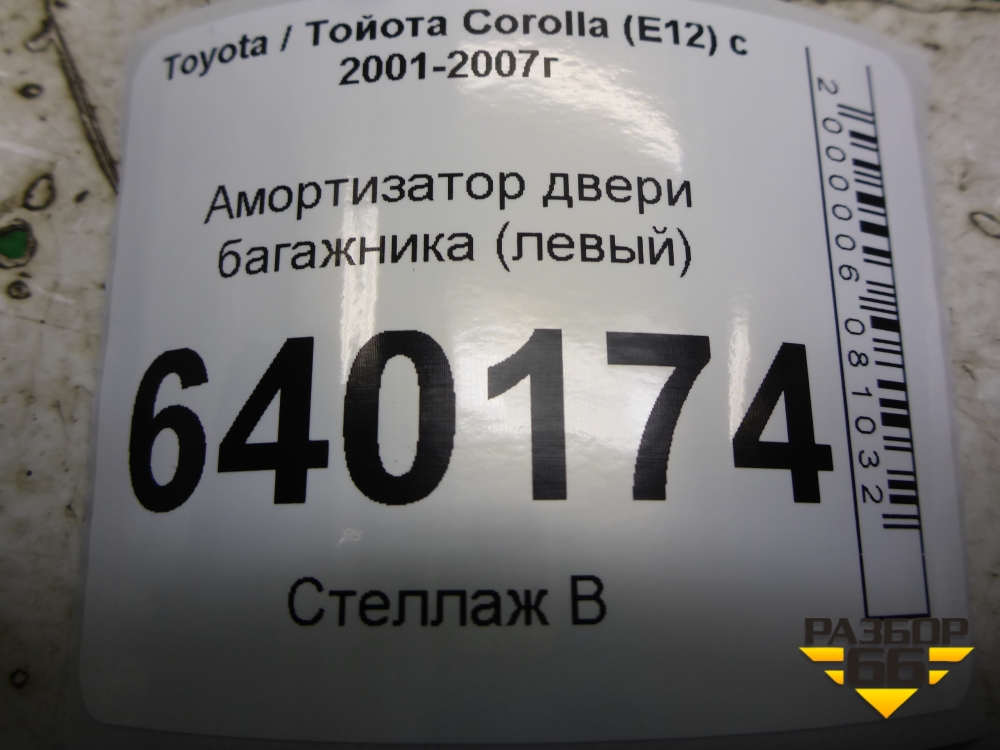 Toyota / Тойота Corolla (E12) с
2001-2007г
Амортизатор двери
багажника (левый)
640174
Стеллаж В
2000006081032
РАЗБОР
66